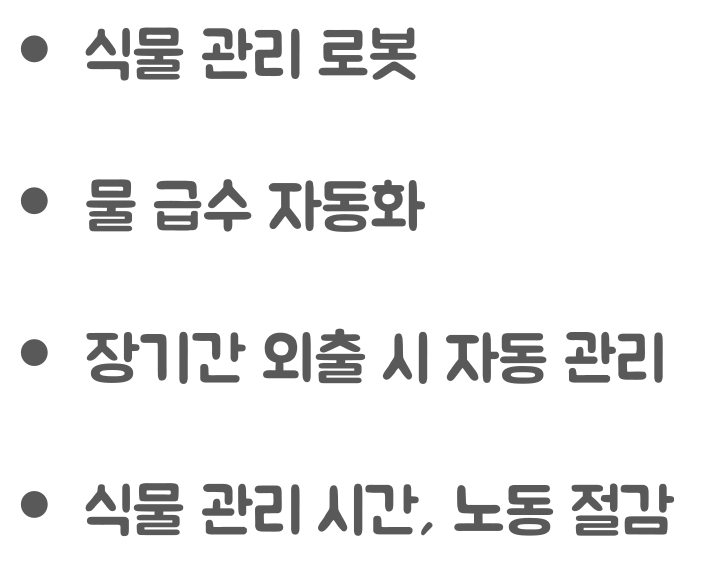 • 식물 관리 로봇
• 물 급수 자동화
• 장기간 외출 시 자동 관리
• 식물 관리 시간, 노동 절감